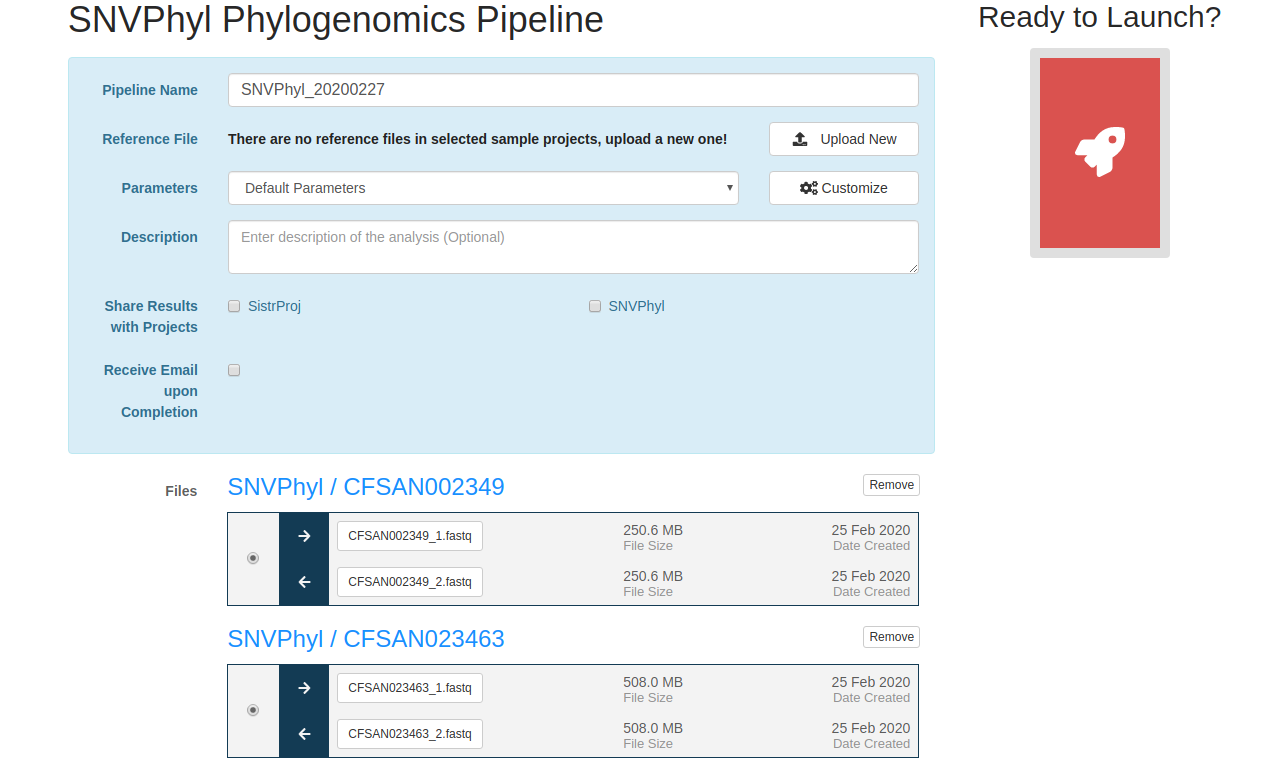 SNVPhyl Phylogenomics Pipeline
Ready to Launch?
Pipeline Name
SNVPhyl_20200227
Reference File
There are no reference files in selected sample projects, upload a new one!
Upload New
Parameters
Default Parameters
Customize
Description
Enter description of the analysis (Optional)
Share Results
with Projects
SistrProj
SNVPhyl
Receive Email
upon
Completion
Files
SNVPhyl / CFSAN002349
Remove
CFSAN002349_1.fastq
250.6 MB
File Size
25 Feb 2020
Date Created
CFSAN002349_2.fastq
250.6 MB
File Size
25 Feb 2020
Date Created
SNVPhyl / CFSAN023463
Remove
CFSAN023463_1.fastq
508.0 MB
File Size
25 Feb 2020
Date Created
CFSAN023463_2.fastq
508.0 MB
File Size
25 Feb 2020
Date Created